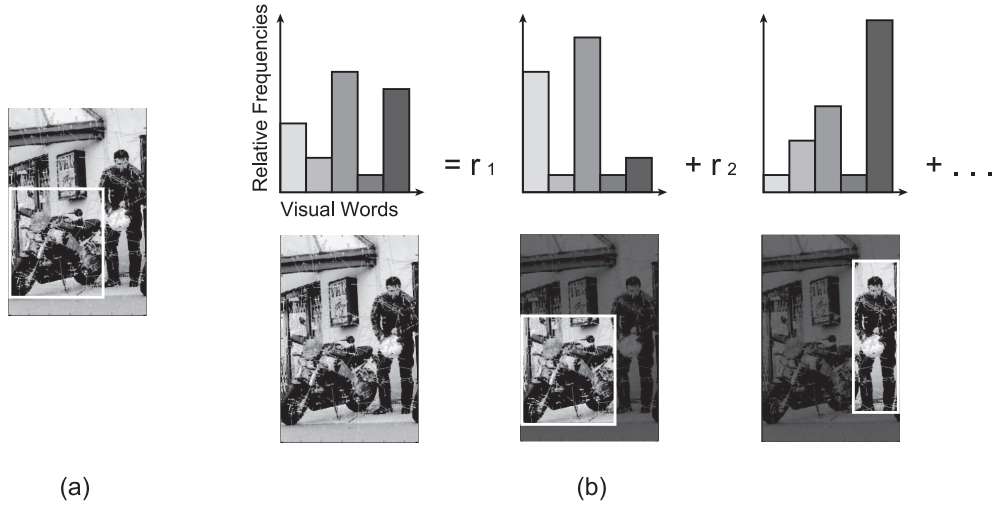 Relative Frequencies
Visual Words
= r 1
+ r 2
+ . . .
(a)
(b)